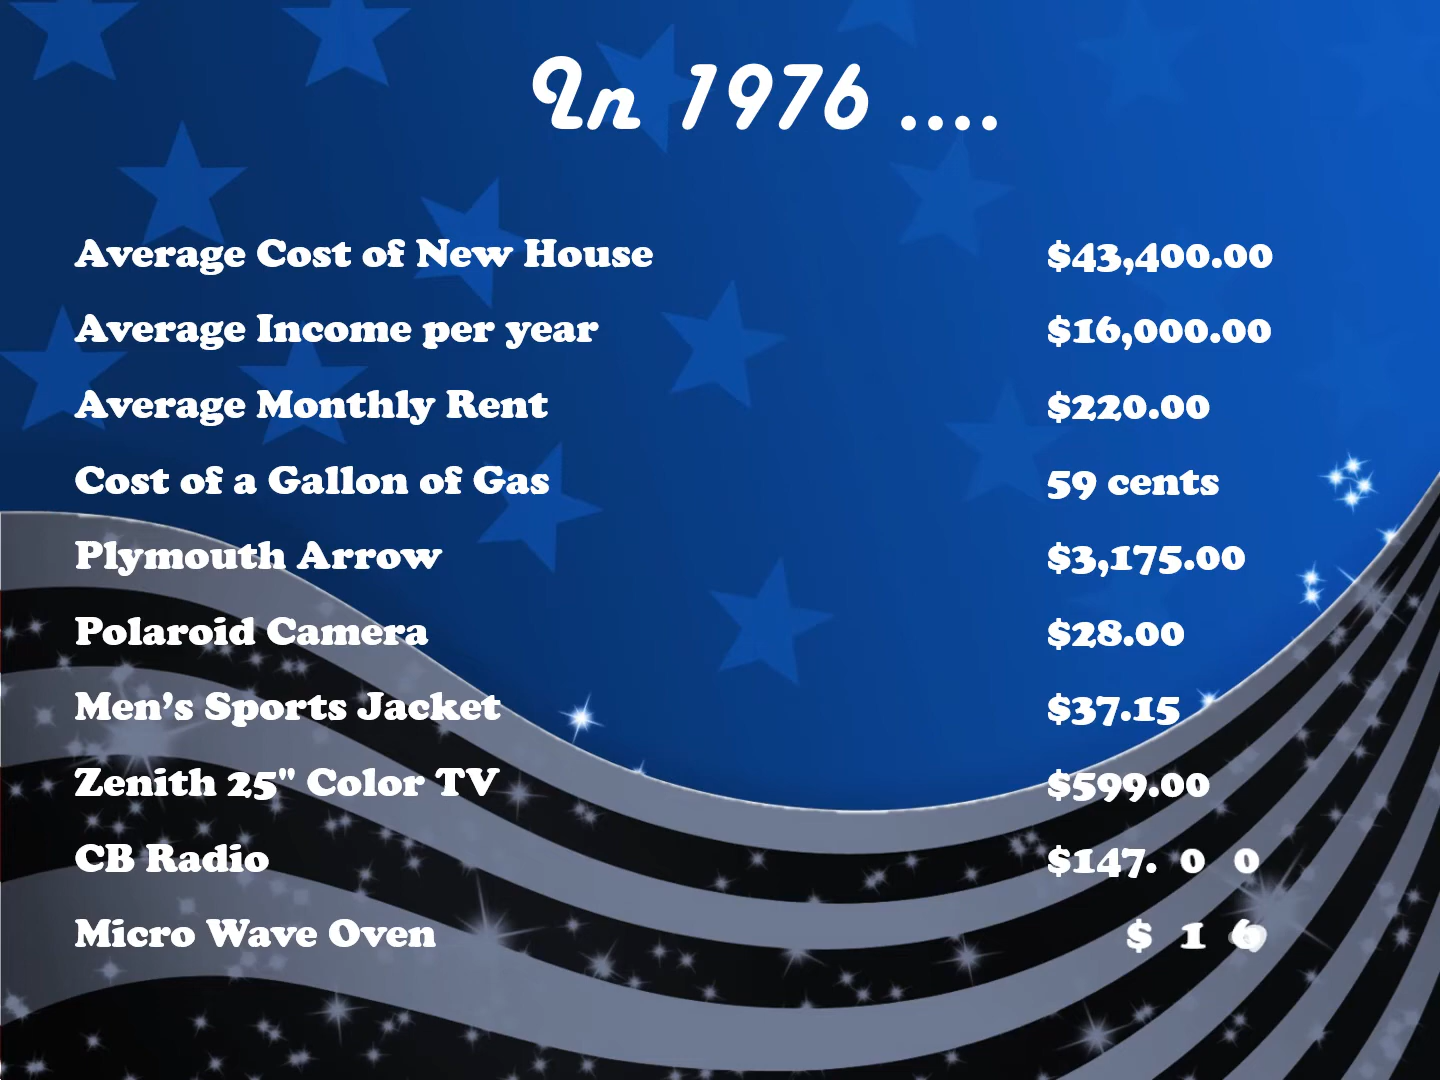 In 1976 ....
Average Cost of New House $43,400.00
Average Income per year $16,000.00
Average Monthly Rent $220.00
Cost of a Gallon of Gas 59 cents
Plymouth Arrow $3,175.00
Polaroid Camera $28.00
Men’s Sports Jacket $37.15
Zenith 25" Color TV $599.00
CB Radio $147. 0 0
Micro Wave Oven $ 1